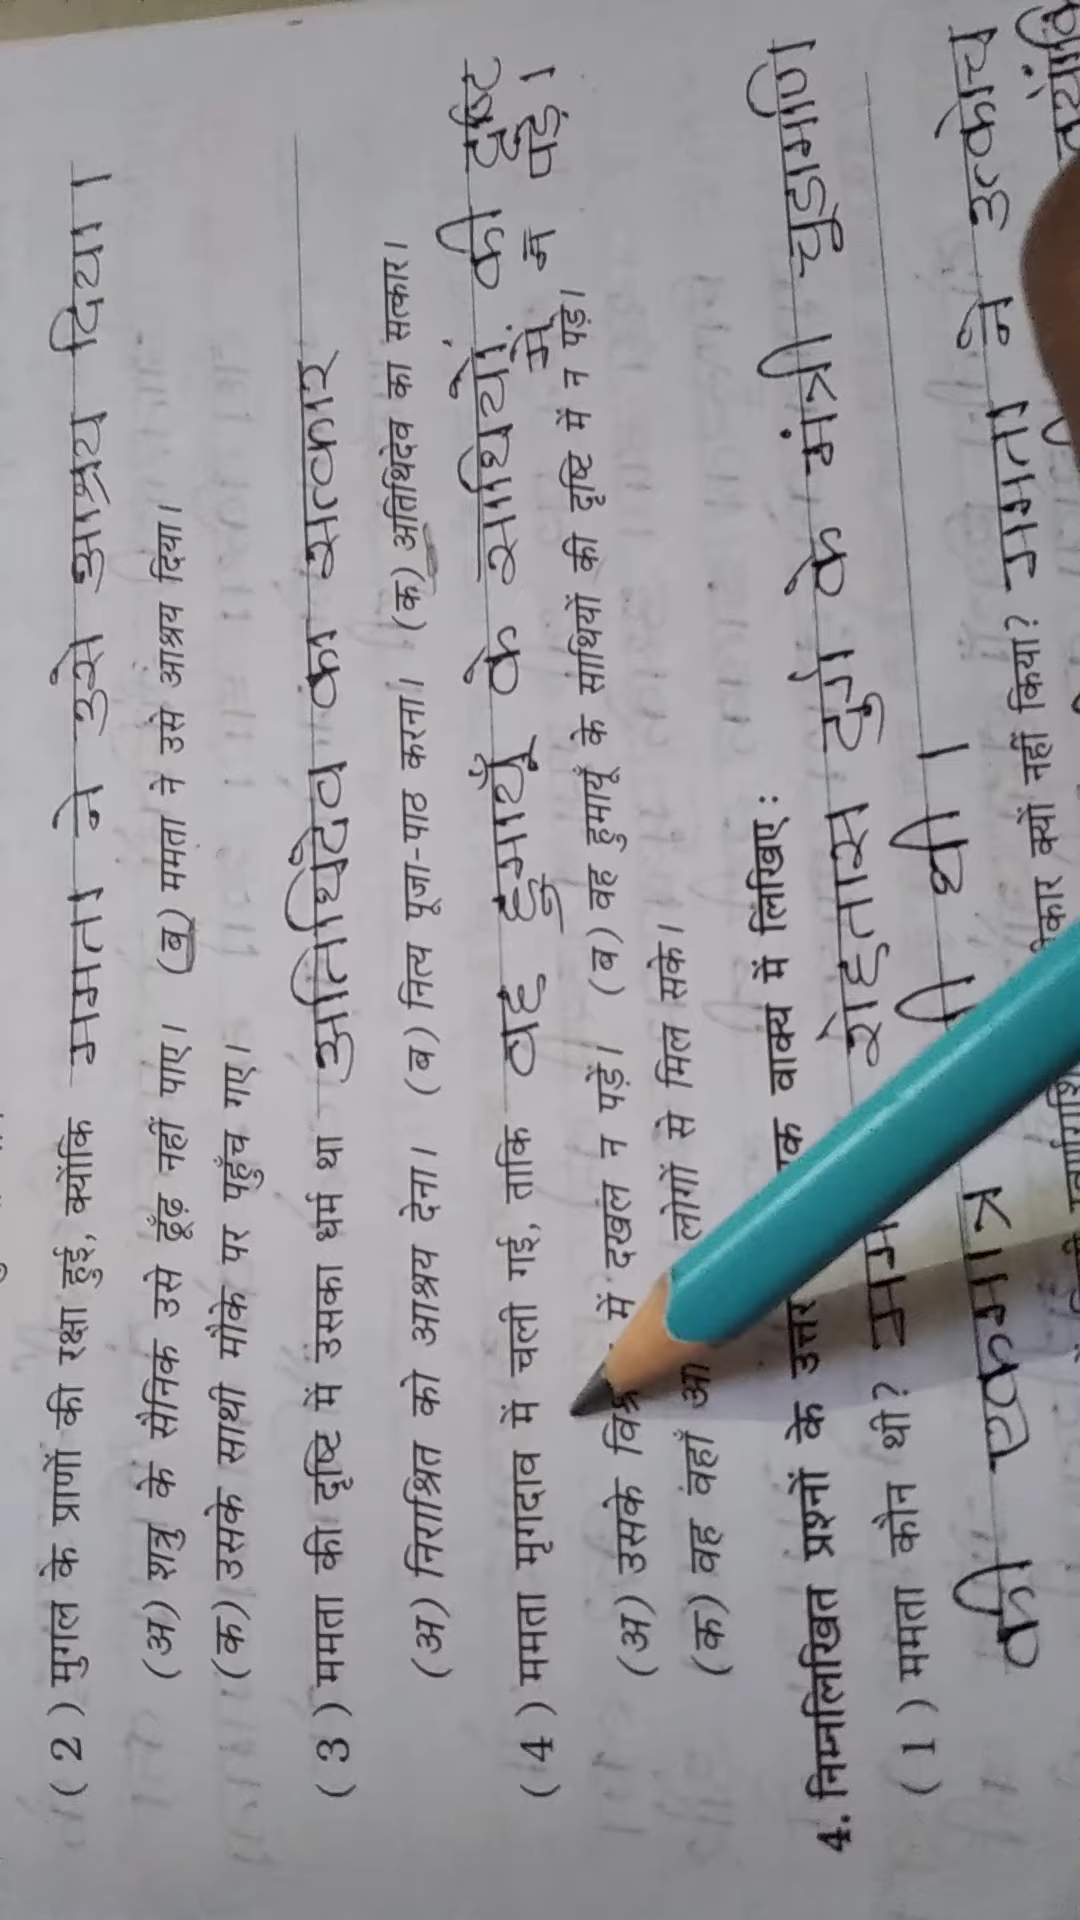 ( 2 ) मुगल के प्राणों की रक्षा हुई, क्योंकि ममता ने उसे आश्रय दिया।
(अ) शत्रु के सैनिक उसे ढूँढ़ नहीं पाए। (ब) ममता ने उसे आश्रय दिया।
(क) उसके साथी मौके पर पहुँच गए।
( 3 ) ममता की दृष्टि में उसका धर्म था अतिथिदेव का सत्कार
(अ) निराश्रित को आश्रय देना। (ब) नित्य पूजा-पाठ करना। (क) अतिथिदेव का सत्कार।
( 4 ) ममता मृगदाव में चली गई, ताकि वह हुमायूँ के साथियों की दृष्टि
में न पड़े।
(अ) उसके में दखल न पड़े। (ब) वह हुमायूँ के साथियों की दृष्टि में न पड़े।
(क) वह वहाँ लोगों से मिल सके।
4. निम्नलिखित प्रश्नों के उत्तर वाक्य में लिखिए :
( 1 ) ममता कौन थी? रोहतास दुर्ग के मंत्री चुडामणि
की एकमात्र थी।
क्यों नहीं किया? ममता ने उत्कोच